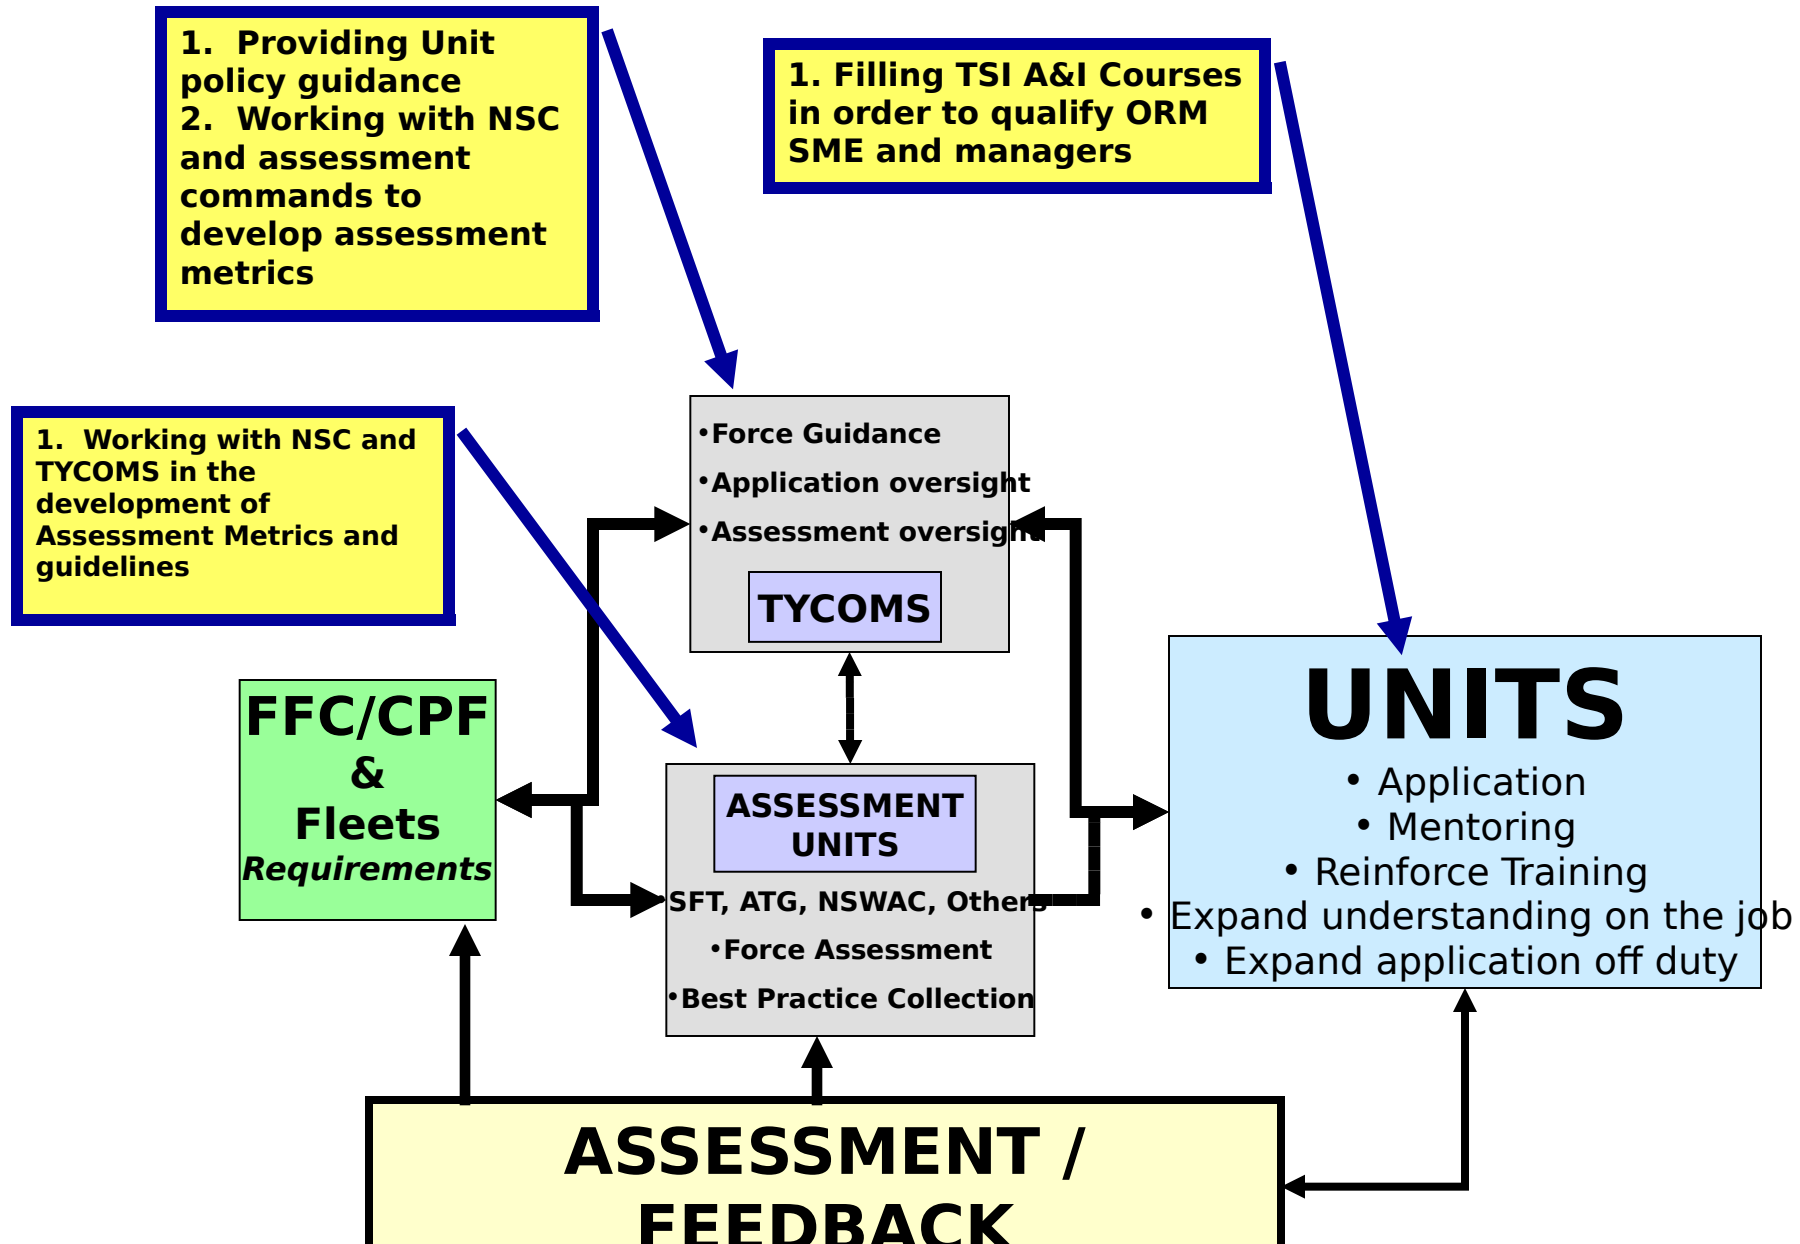 1.  Providing Unit
policy guidance
2.  Working with NSC
and assessment
commands to
develop assessment
metrics
1. Filling TSI A&I Courses
in order to qualify ORM
SME and managers
1.  Working with NSC and
TYCOMS in the
development of
Assessment Metrics and
guidelines
•Force Guidance
•Application oversight
•Assessment oversight
TYCOMS
FFC/CPF
&
Fleets
Requirements
ASSESSMENT
UNITS
•SFT, ATG, NSWAC, Others
•Force Assessment
•Best Practice Collection
UNITS
• Application
• Mentoring
• Reinforce Training
• Expand understanding on the job
• Expand application off duty
ASSESSMENT /
FEEDBACK